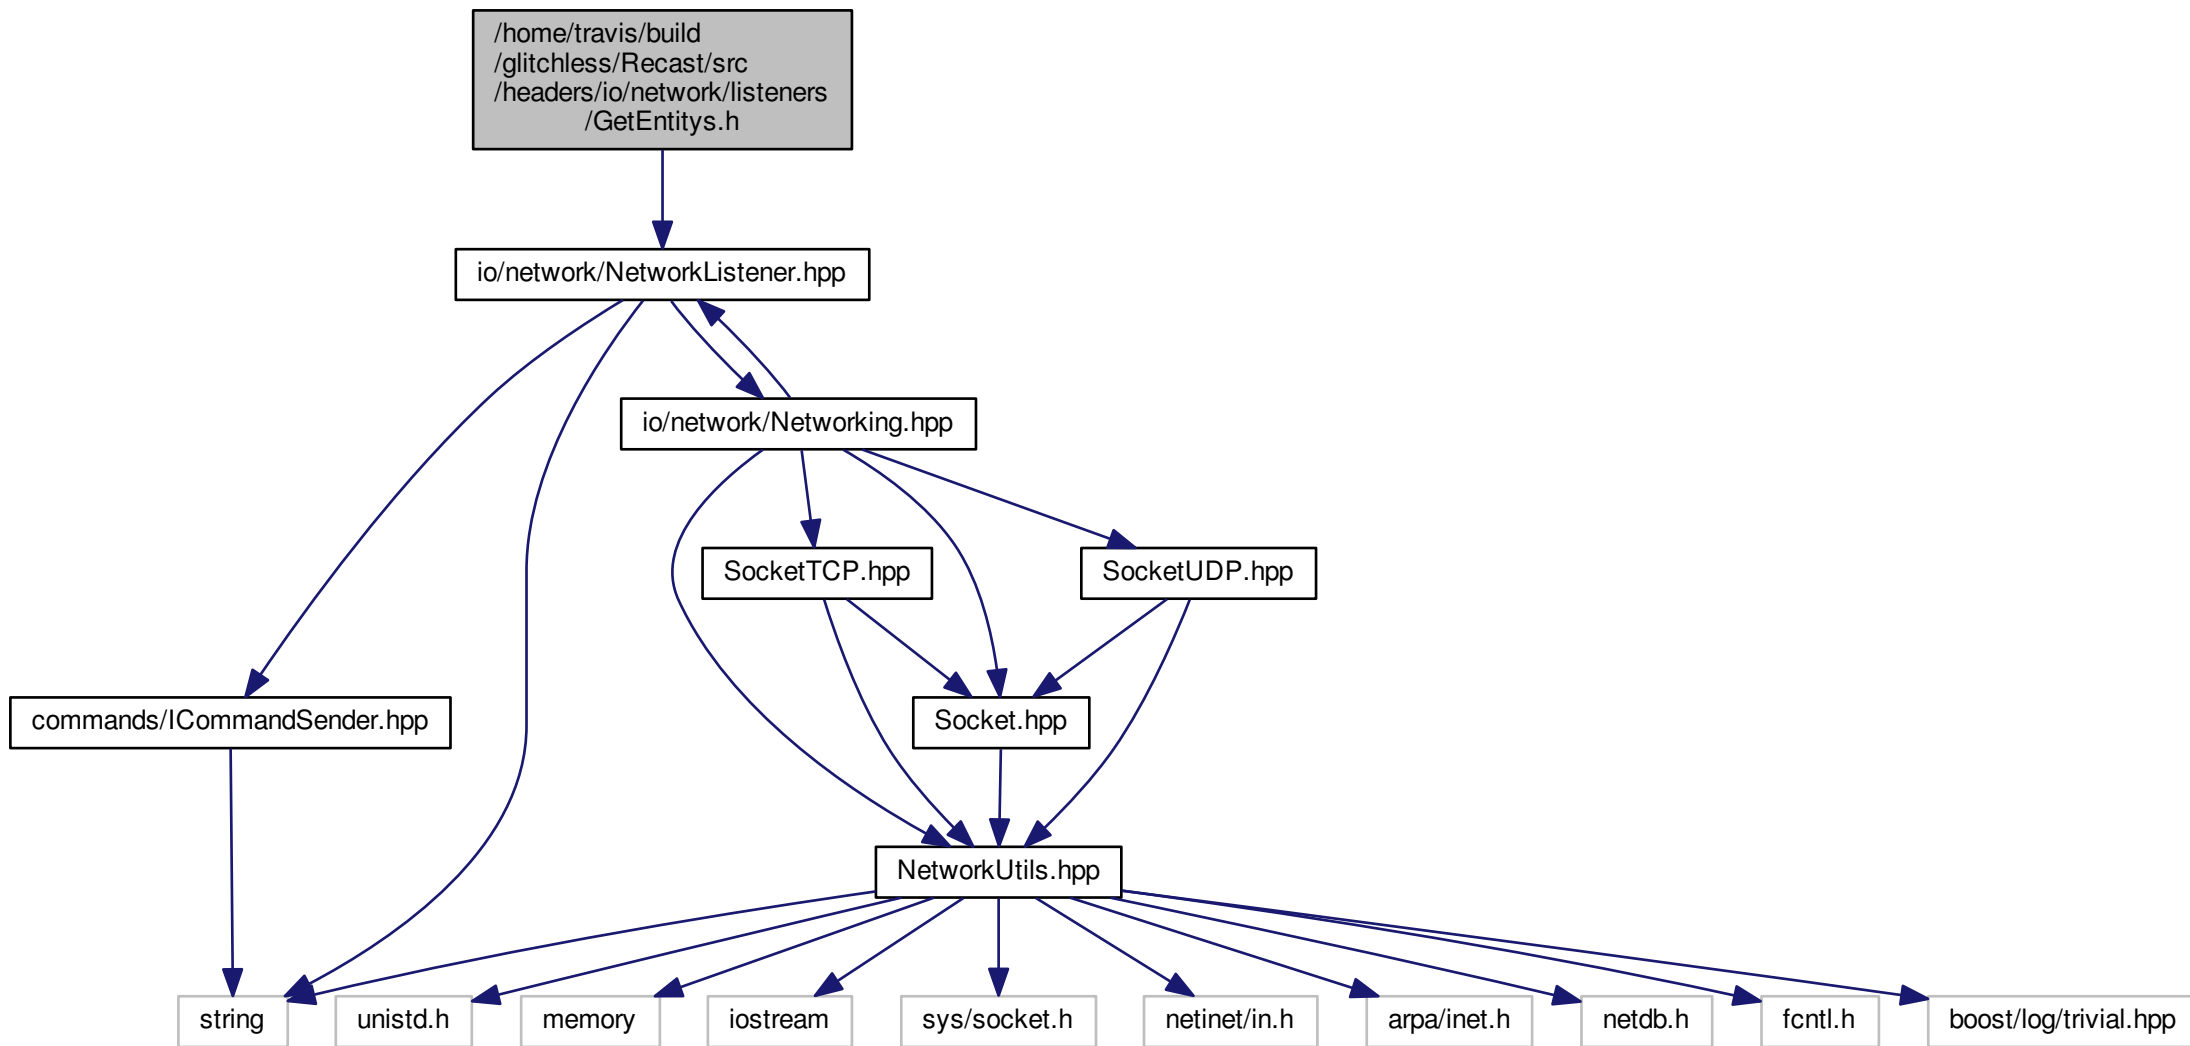 /home/travis/build
/glitchless/Recast/src
/headers/io/network/listeners
/GetEntitys.h
io/network/NetworkListener.hpp
io/network/Networking.hpp
SocketTCP.hpp
SocketUDP.hpp
commands/ICommandSender.hpp
Socket.hpp
NetworkUtils.hpp
string
unistd.h
memory
iostream
sys/socket.h
netinet/in.h
arpa/inet.h
netdb.h
fcntl.h
boost/log/trivial.hpp